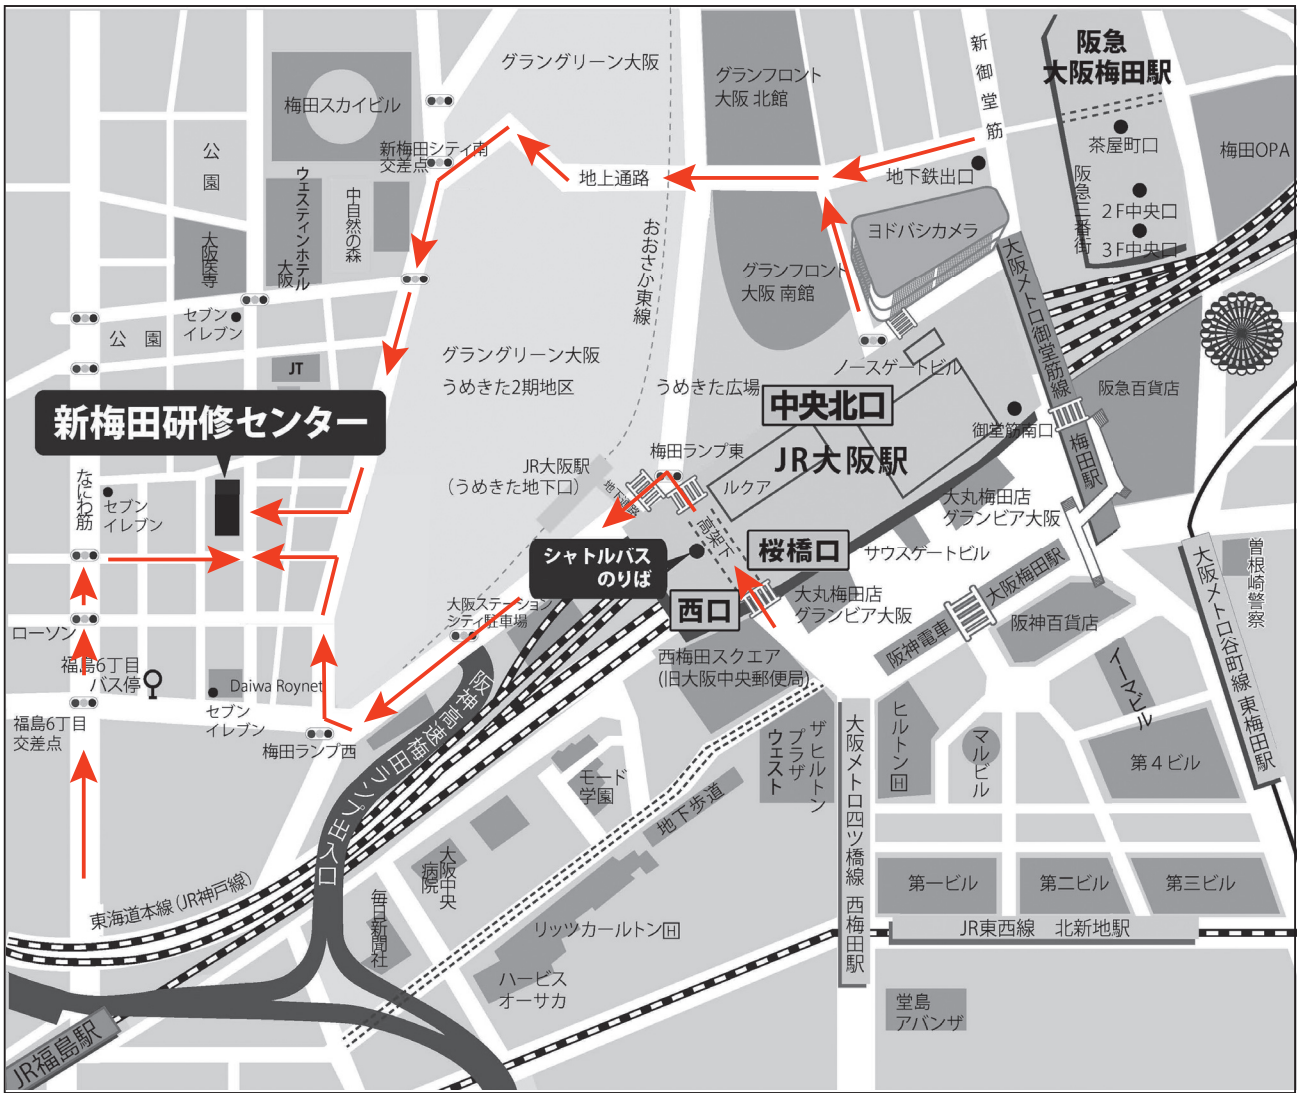 阪急
大阪梅田駅
新御堂筋
グラングリーン大阪
グランフロント
大阪 北館
梅田スカイビル
新梅田シティ南
交差点
公園
ウェスティンホテル
大阪
中自然の森
大阪医専
地上通路
地下鉄出口
茶屋町口
梅田OPA
阪急三番街
2F中央口
3F中央口
ヨドバシカメラ
おおさか東線
グランフロント
大阪 南館
大阪メトロ御堂筋線
梅田駅
セブン
イレブン
公園
JT
グラングリーン大阪
うめきた2期地区
うめきた広場
ノースゲートビル
阪急百貨店
新梅田研修センター
中央北口
JR大阪駅
御堂筋南口
梅田ランプ東
ルクア
JR大阪駅
（うめきた地下口）
地下通路
高架下
大丸梅田店
グランビア大阪
なにわ筋
セブン
イレブン
シャトルバス
のりば
桜橋口
サウスゲートビル
西口
大丸梅田店
グランビア大阪
大阪梅田駅
阪神電車
阪神百貨店
大阪メトロ谷町線 東梅田駅
曽根崎警察
大阪ステーション
シティ駐車場
ローソン
福島6丁目
バス停
Daiwa Roynet
セブン
イレブン
福島6丁目
交差点
梅田ランプ西
阪神高速梅田ランプ出入口
西梅田スクエア
(旧大阪中央郵便局)
ザ ヒルトン
プラザ
ウェスト
大阪メトロ四ツ橋線 西梅田駅
ヒルトンH
マルビル
イーマビル
第4ビル
モード
学園
地下歩道
大阪中央
病院
毎日新聞社
東海道本線（JR神戸線）
リッツカールトンH
ハービス
オーサカ
第一ビル
第二ビル
第三ビル
JR東西線 北新地駅
堂島
アバンザ
JR福島駅